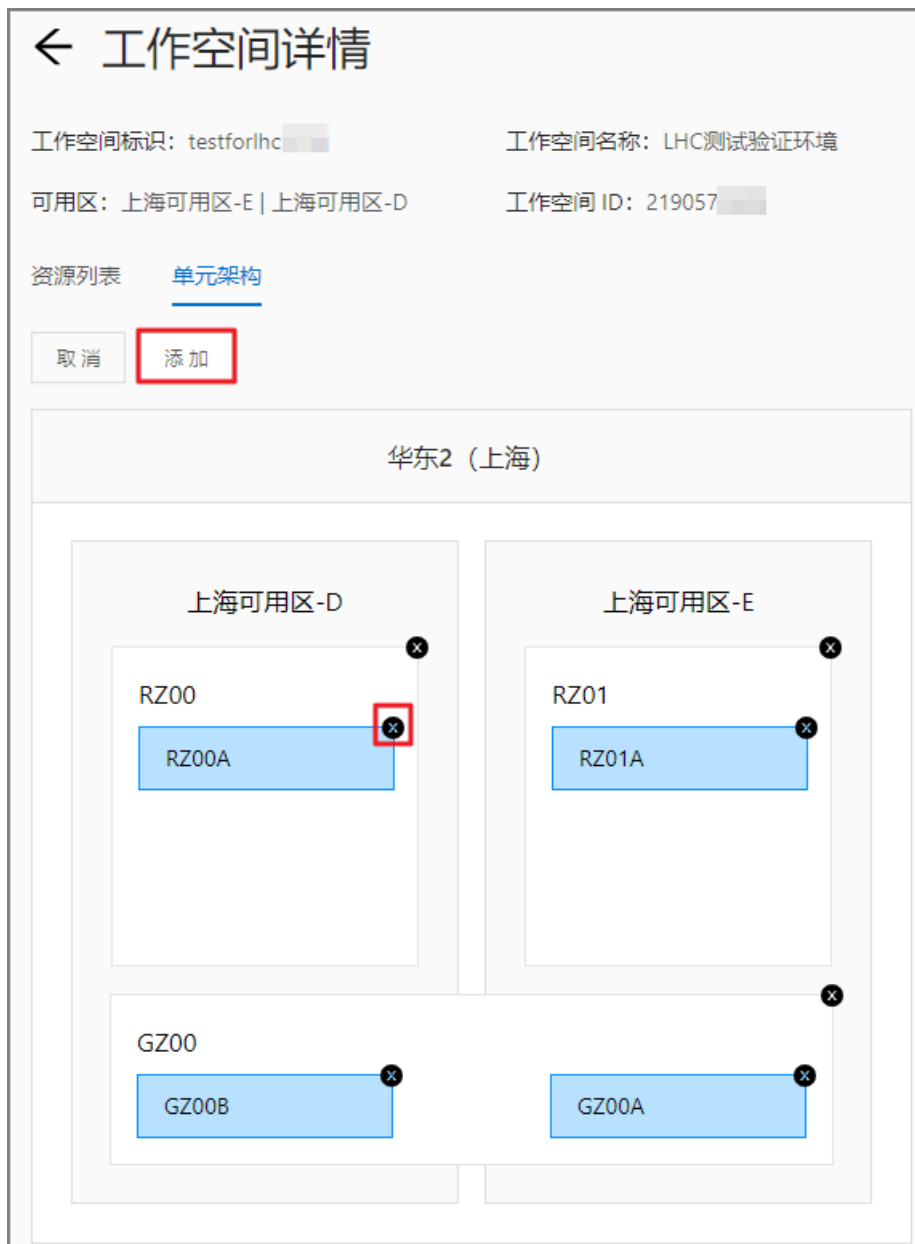 工作空间详情
工作空间标识：testforlhc
工作空间名称：LHC测试验证环境
可用区：上海可用区-E | 上海可用区-D
工作空间 ID：219057
资源列表
单元架构
取 消
添 加
华东2（上海）
上海可用区-D
上海可用区-E
RZ00
RZ01
RZ00A
RZ01A
GZ00
GZ00B
GZ00A